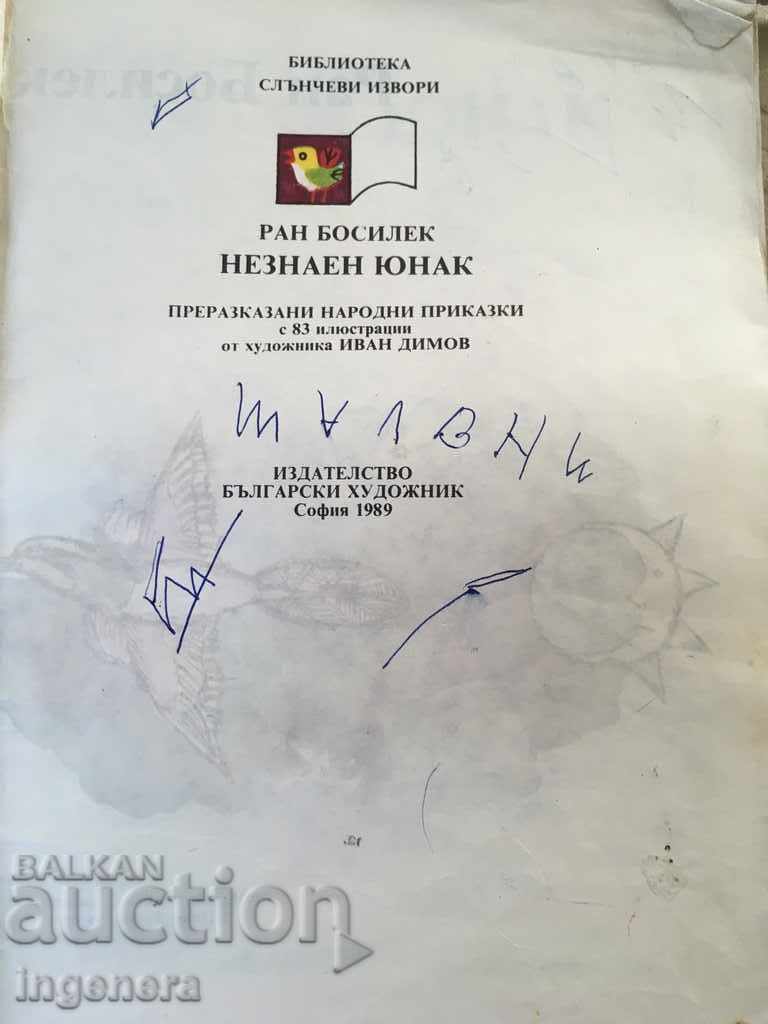 БИБЛИОТЕКА
СЛЪНЧЕВИ ИЗВОРИ
РАН БОСИЛЕК
НЕЗНАЕН ЮНАК
ПРЕРАЗКАЗАНИ НАРОДНИ ПРИКАЗКИ
с 83 илюстрации
от художника ИВАН ДИМОВ
ИЗДАТЕЛСТВО
БЪЛГАРСКИ ХУДОЖНИК
София 1989
BALKAN
auction
ingenera